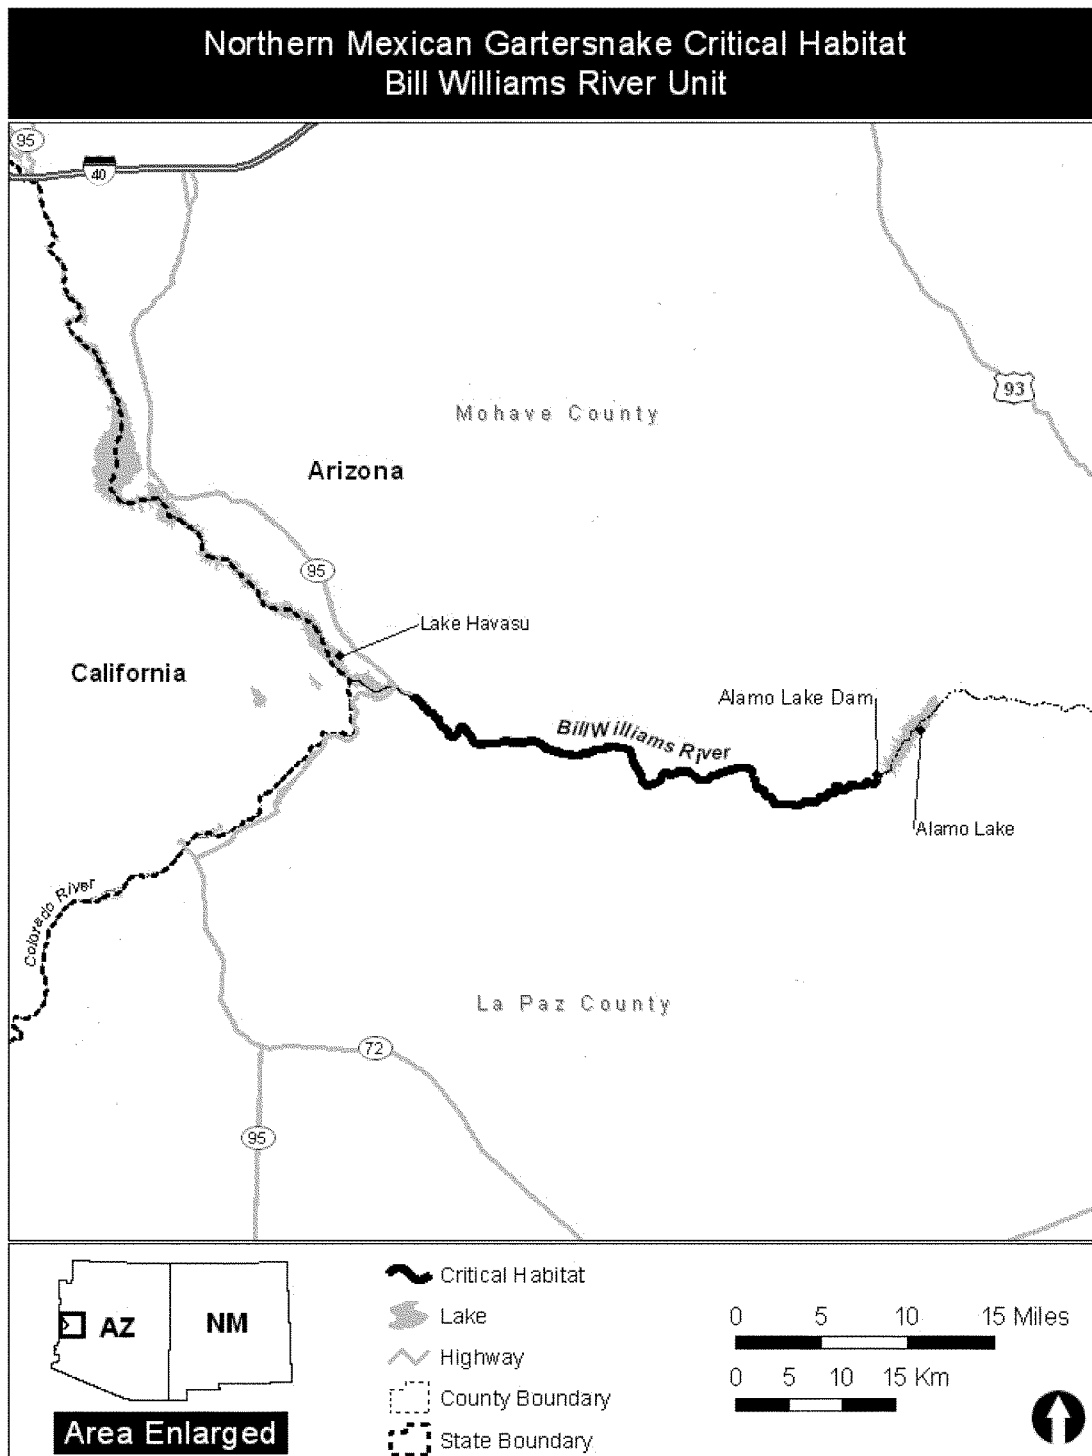 Northern Mexican Gartersnake Critical Habitat
Bill Williams River Unit
95
40
93
Mohave County
Arizona
95
Lake Havasu
California
Alamo Lake Dam
Bill Williams River
Alamo Lake
Colorado River
La Paz County
72
95
AZ
NM
Area Enlarged
Critical Habitat
Lake
Highway
County Boundary
State Boundary
0 5 10 15 Miles
0 5 10 15 Km